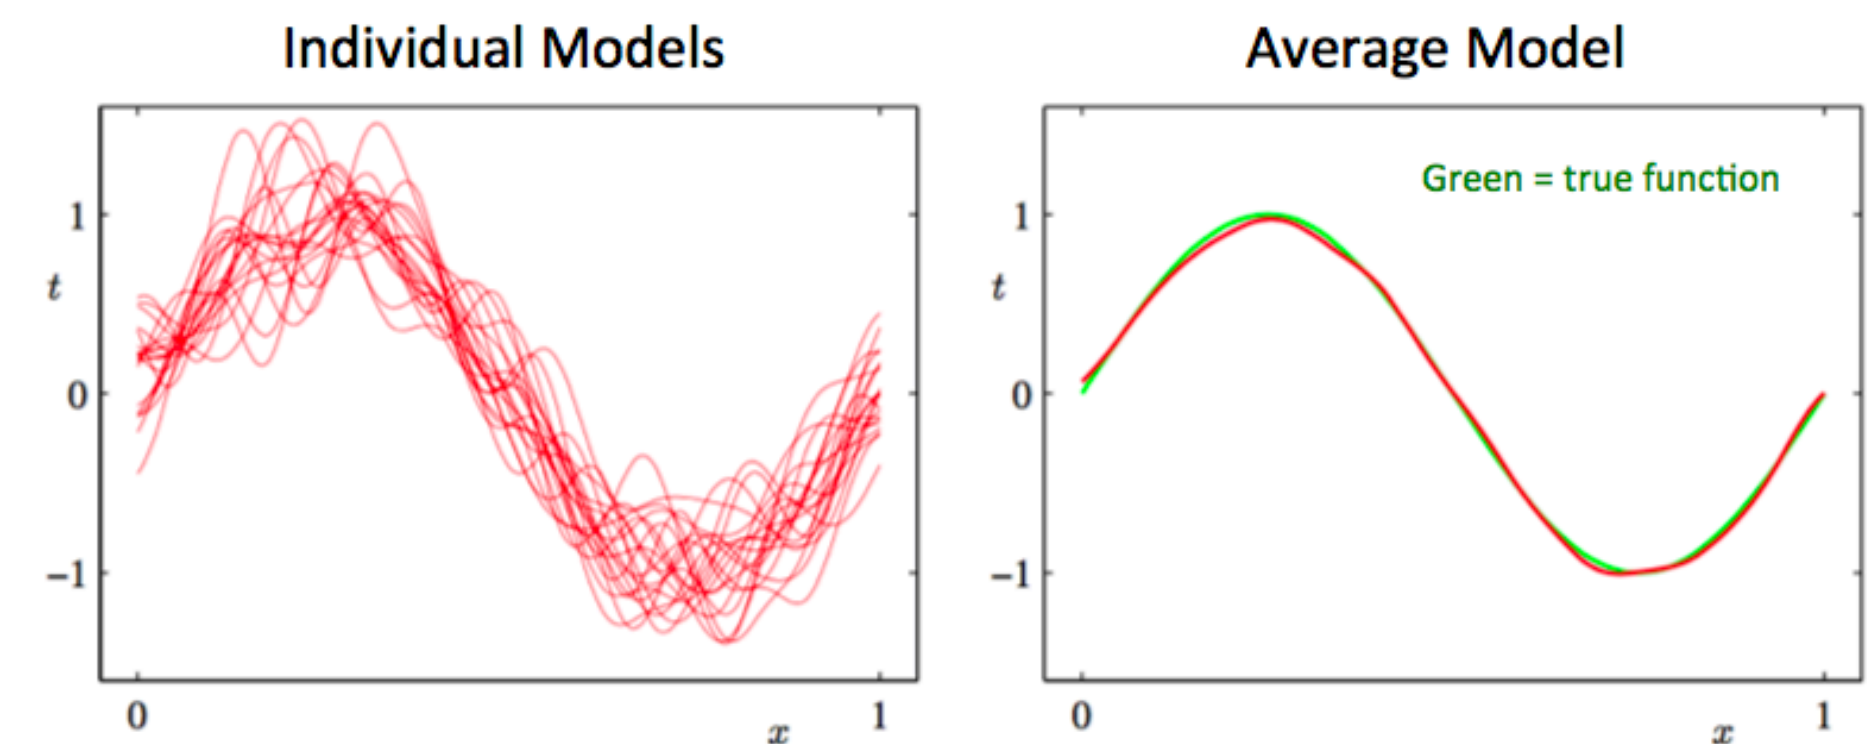 Individual Models
1
t
0
−1
0
x
1
Average Model
Green = true function
1
t
0
−1
0
x
1